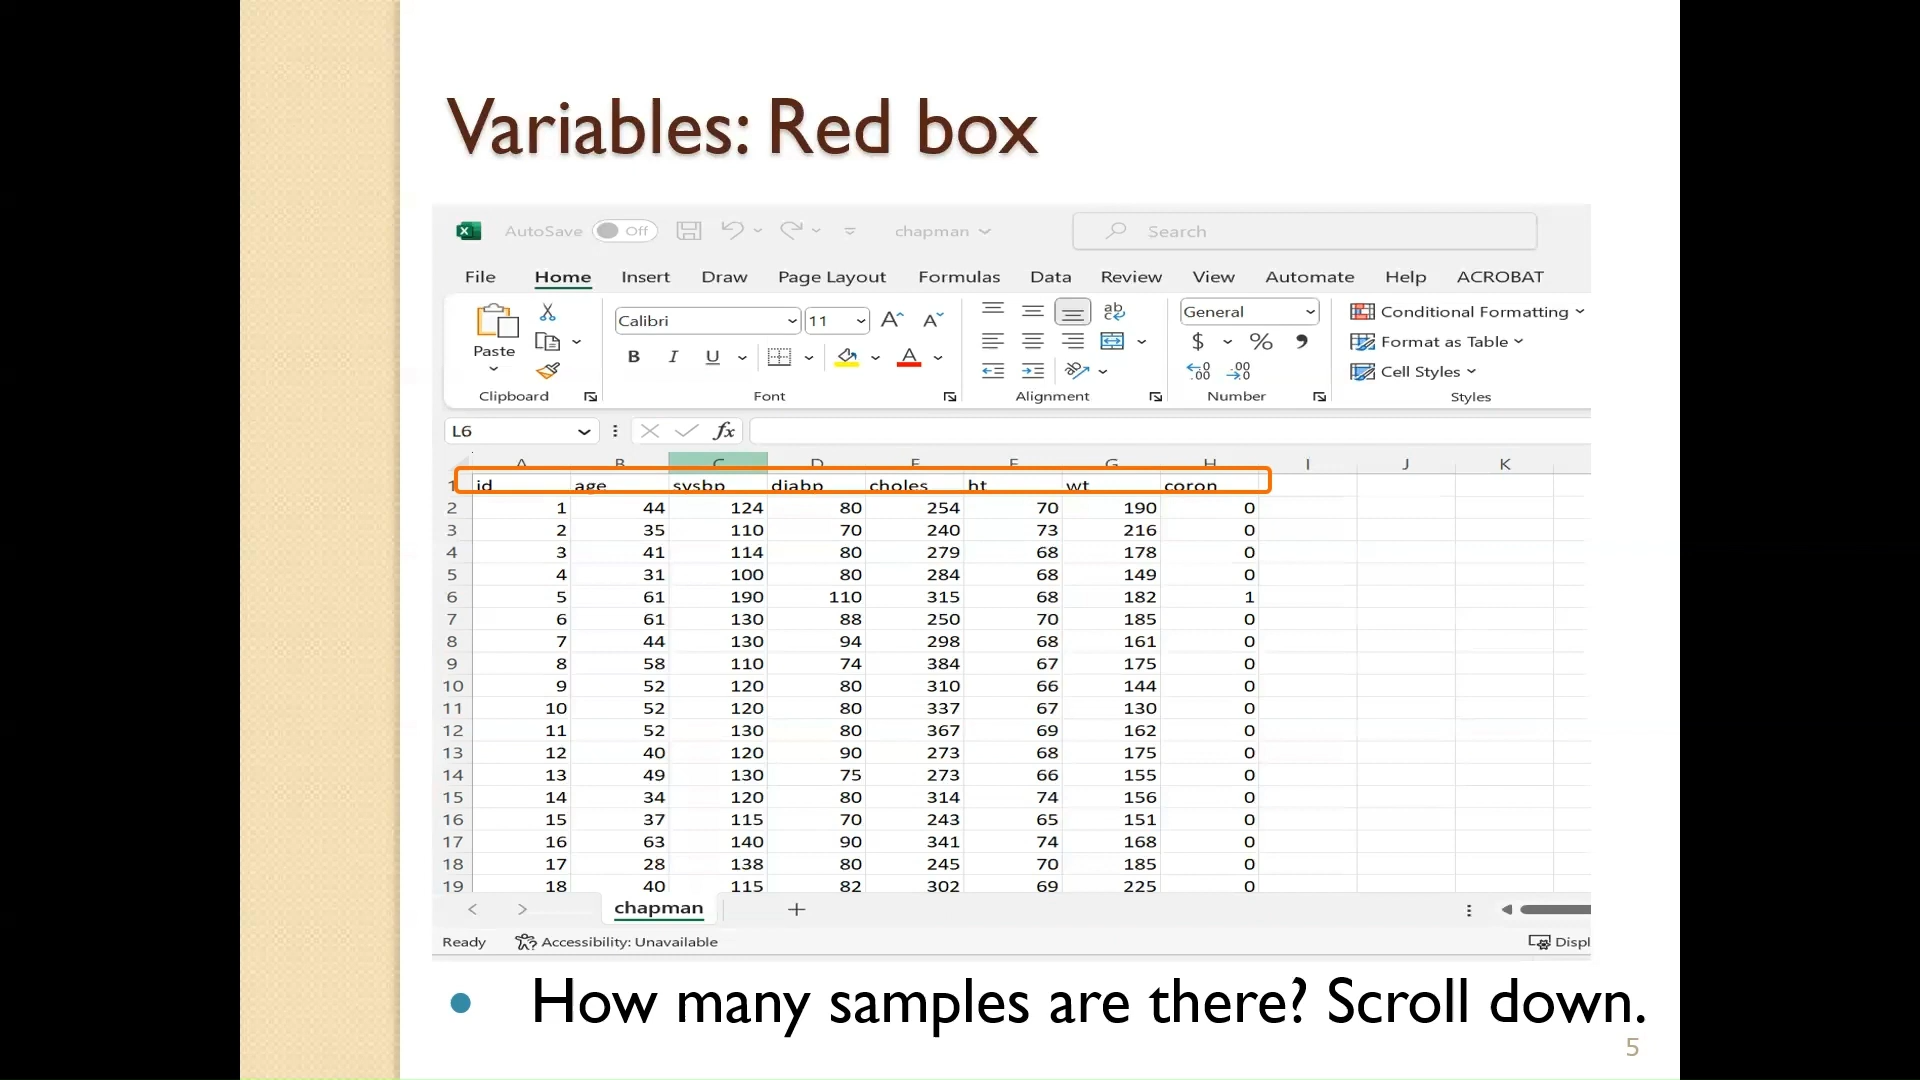 Variables: Red box
AutoSave Off chapman Search
File Home Insert Draw Page Layout Formulas Data Review View Automate Help ACROBAT
Calibri 11 General Conditional Formatting
Paste B I U A $ % Format as Table
Cell Styles
Clipboard Font Alignment Number Styles
L6 fx
A B C D E F G H I J K
1 id age sysbp diabp choles ht wt coron
2 1 44 124 80 254 70 190 0
3 2 35 110 70 240 73 216 0
4 3 41 114 80 279 68 178 0
5 4 31 100 80 284 68 149 0
6 5 61 190 110 315 68 182 1
7 6 61 130 88 250 70 185 0
8 7 44 130 94 298 68 161 0
9 8 58 110 74 384 67 175 0
10 9 52 120 80 310 66 144 0
11 10 52 120 80 337 67 130 0
12 11 52 130 80 367 69 162 0
13 12 40 120 90 273 68 175 0
14 13 49 130 75 273 66 155 0
15 14 34 120 80 314 74 156 0
16 15 37 115 70 243 65 151 0
17 16 63 140 90 341 74 168 0
18 17 28 138 80 245 70 185 0
19 18 40 115 82 302 69 225 0
chapman
Ready Accessibility: Unavailable Displ
• How many samples are there? Scroll down.
5